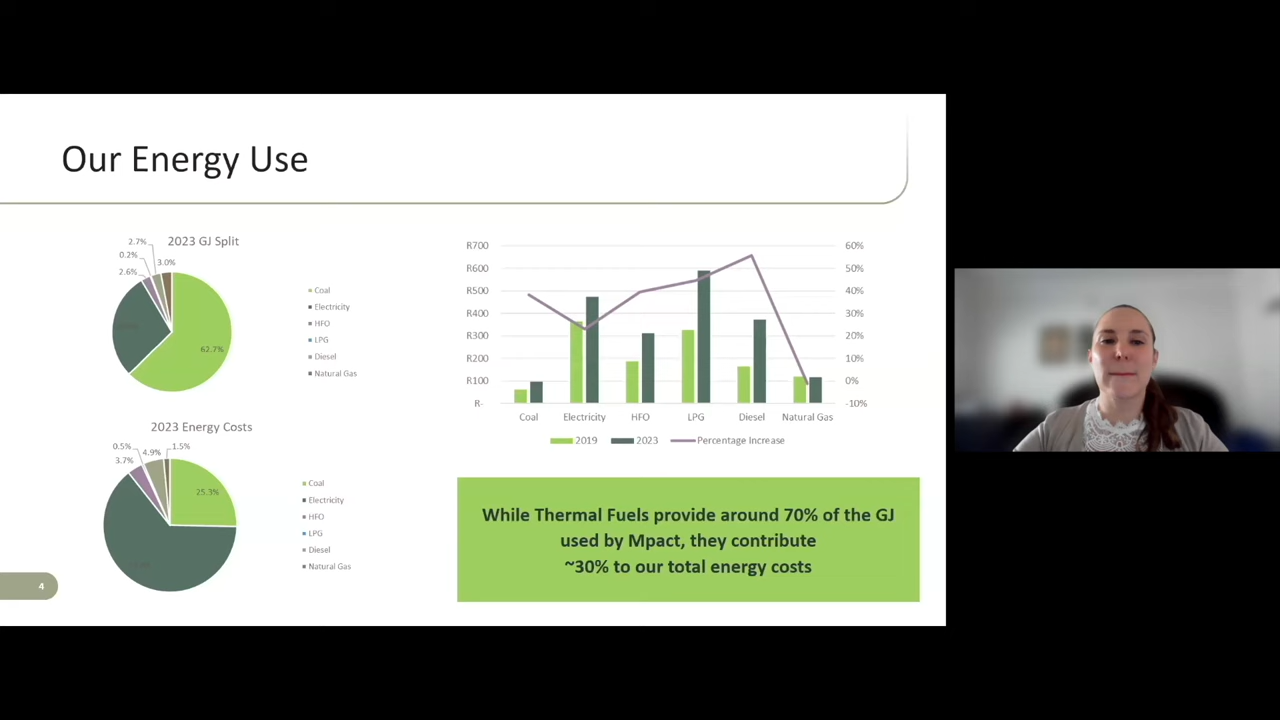 Our Energy Use
2023 GJ Split
2.7%
0.2%
3.0%
2.6%
62.7%
Coal
Electricity
HFO
LPG
Diesel
Natural Gas
2023 Energy Costs
0.5%
1.5%
4.9%
3.7%
25.3%
Coal
Electricity
HFO
LPG
Diesel
Natural Gas
R700
R600
R500
R400
R300
R200
R100
R-
60%
50%
40%
30%
20%
10%
0%
-10%
Coal Electricity HFO LPG Diesel Natural Gas
2019 2023 Percentage Increase
While Thermal Fuels provide around 70% of the GJ
used by Mpact, they contribute
~30% to our total energy costs
4